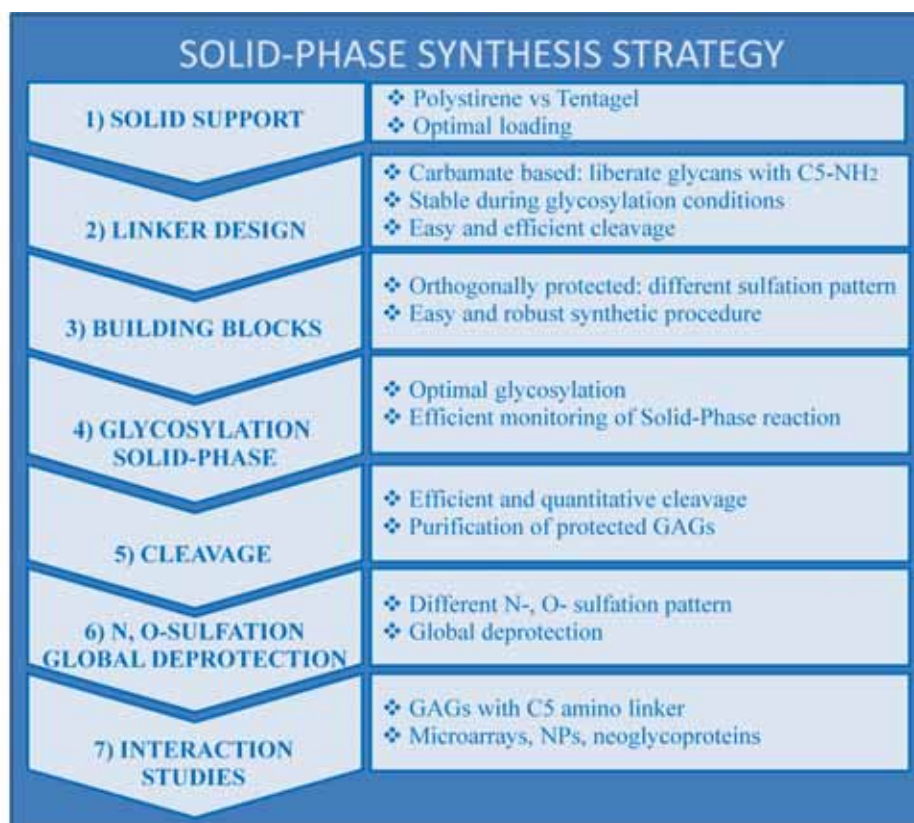 SOLID-PHASE SYNTHESIS STRATEGY
1) SOLID SUPPORT
❖ Polystirene vs Tentagel
❖ Optimal loading
2) LINKER DESIGN
❖ Carbamate based: liberate glycans with C5-NH2
❖ Stable during glycosylation conditions
❖ Easy and efficient cleavage
3) BUILDING BLOCKS
❖ Orthogonally protected: different sulfation pattern
❖ Easy and robust synthetic procedure
4) GLYCOSYLATION
SOLID-PHASE
❖ Optimal glycosylation
❖ Efficient monitoring of Solid-Phase reaction
5) CLEAVAGE
❖ Efficient and quantitative cleavage
❖ Purification of protected GAGs
6) N, O-SULFATION
GLOBAL DEPROTECTION
❖ Different N-, O- sulfation pattern
❖ Global deprotection
7) INTERACTION
STUDIES
❖ GAGs with C5 amino linker
❖ Microarrays, NPs, neoglycoproteins